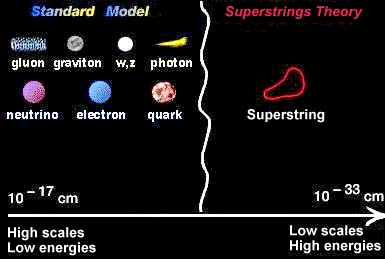 Standard Model
Superstrings Theory
gluon graviton w,z photon
neutrino electron quark
Superstring
10 – 17 cm
10 – 33 cm
High scales
Low energies
Low scales
High energies